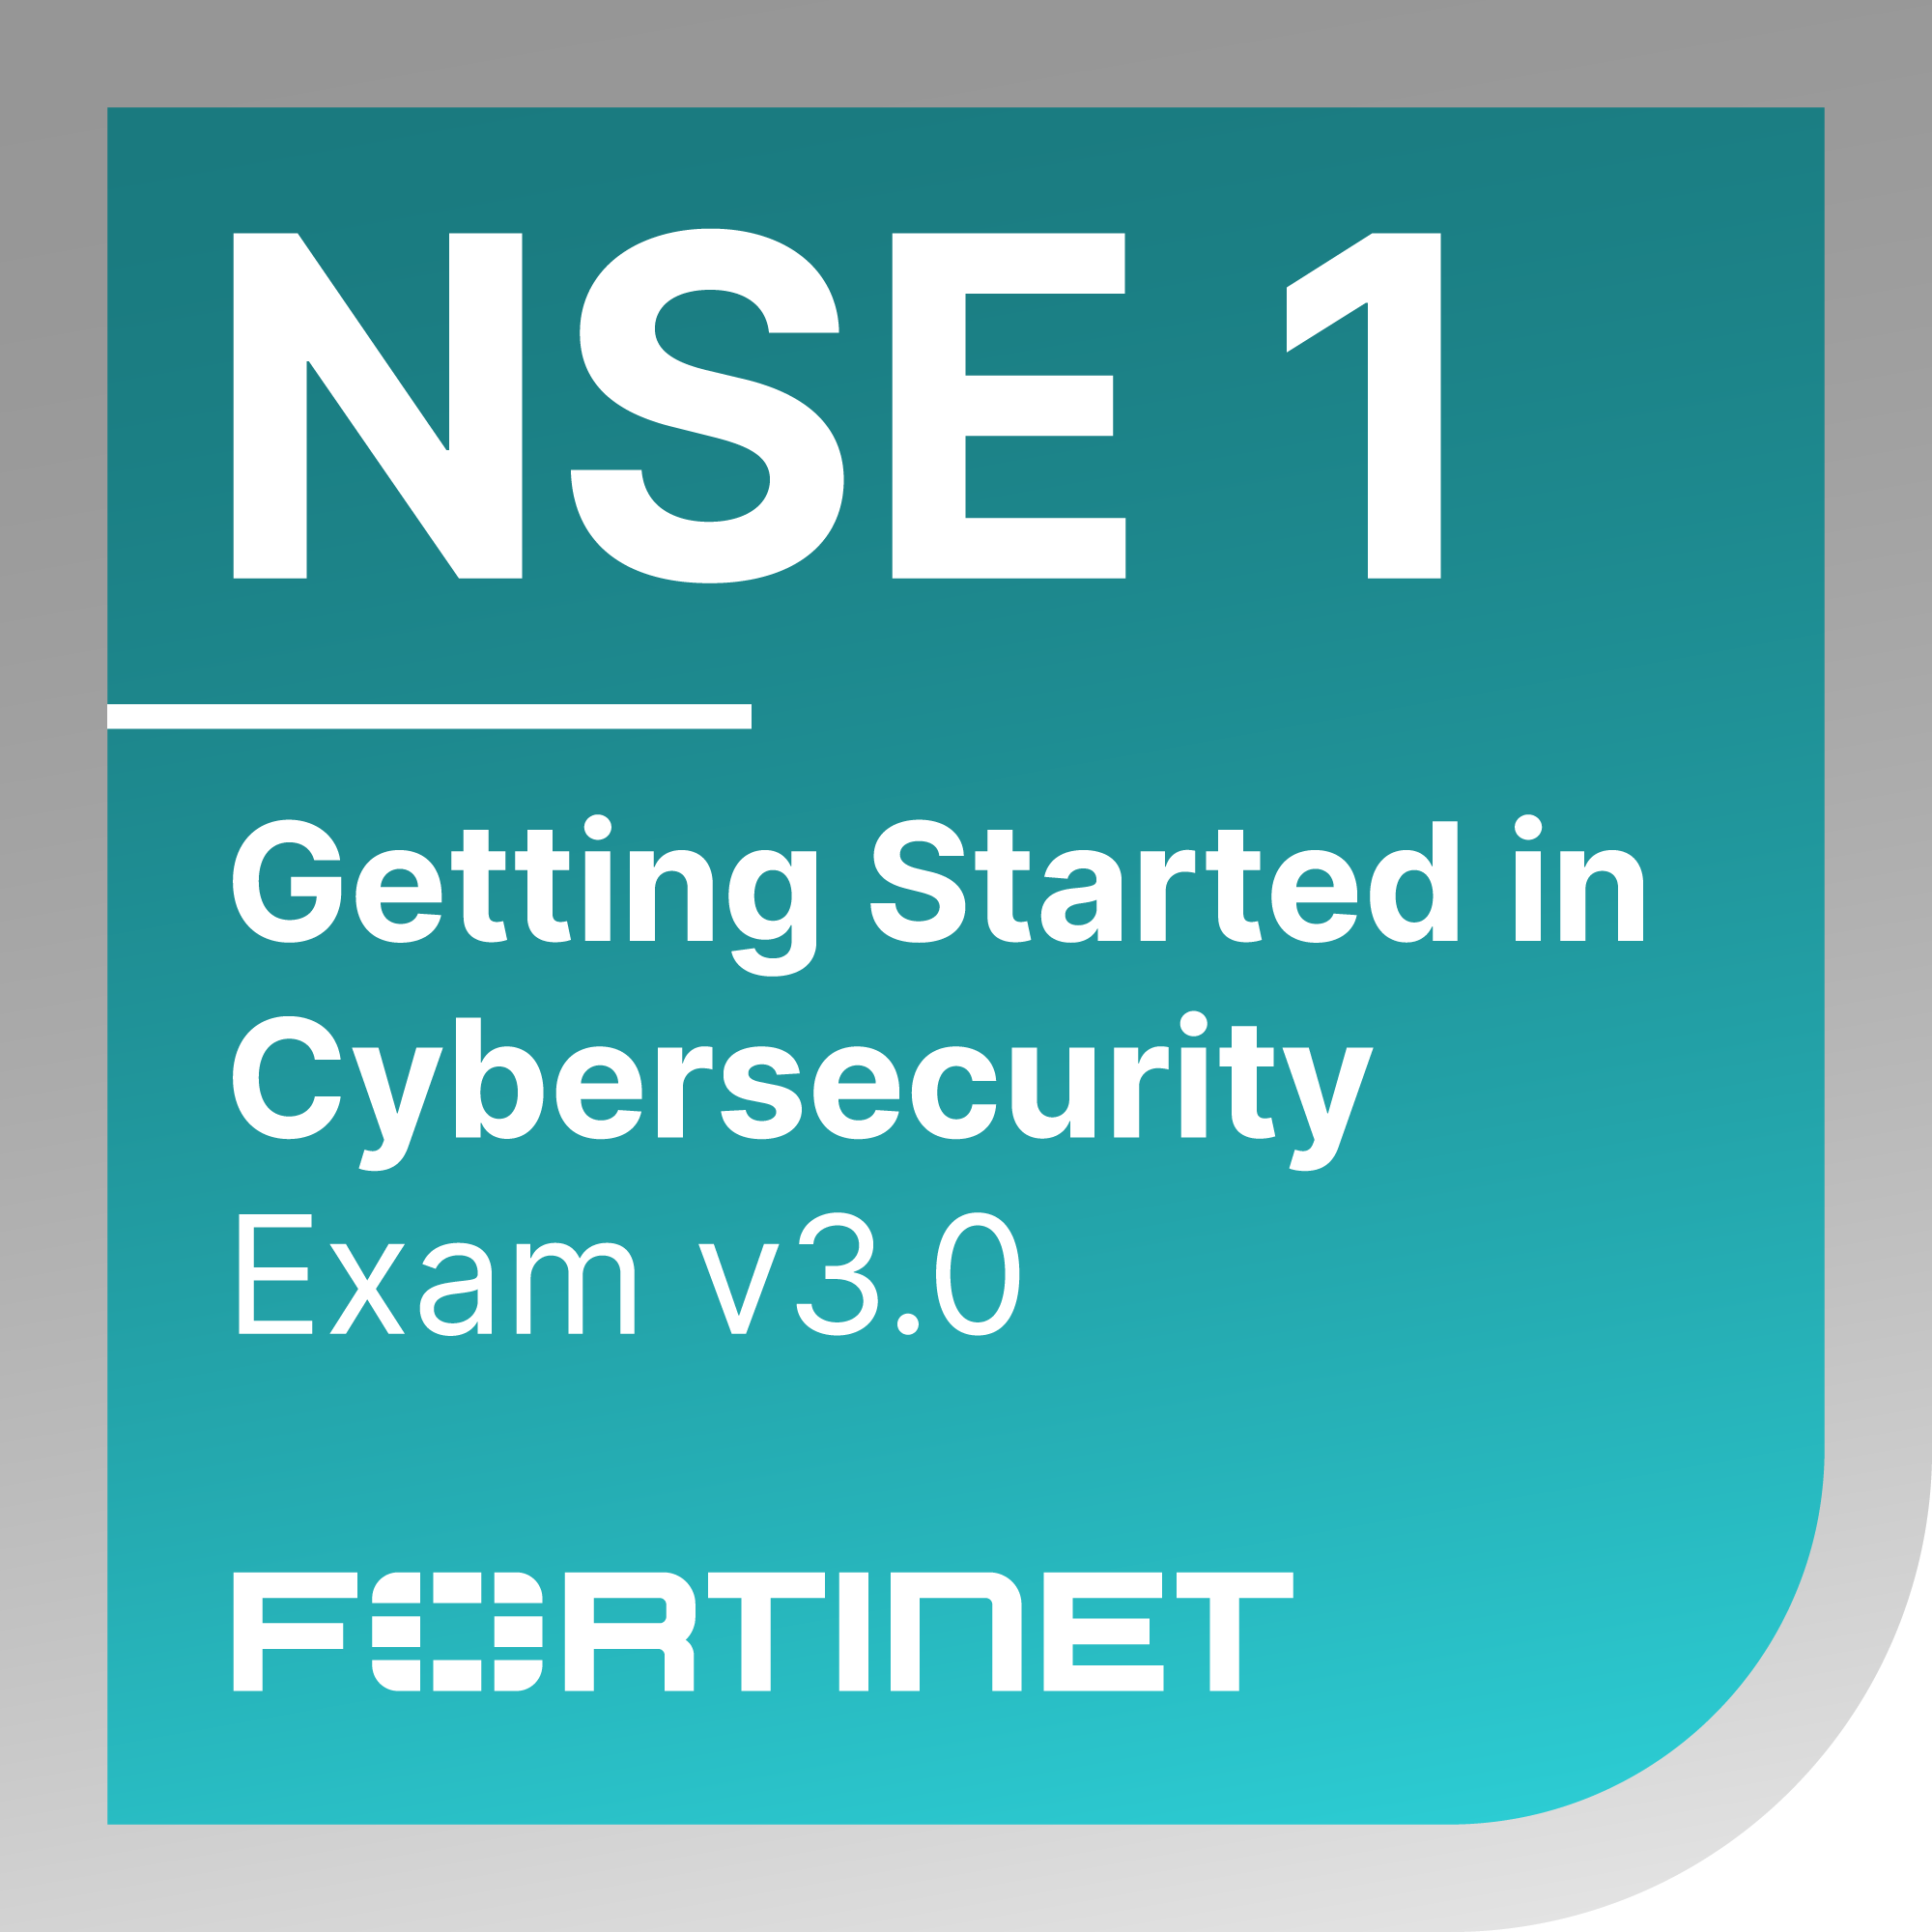 NSE 1
Getting Started in
Cybersecurity
Exam v3.0
FORTINET